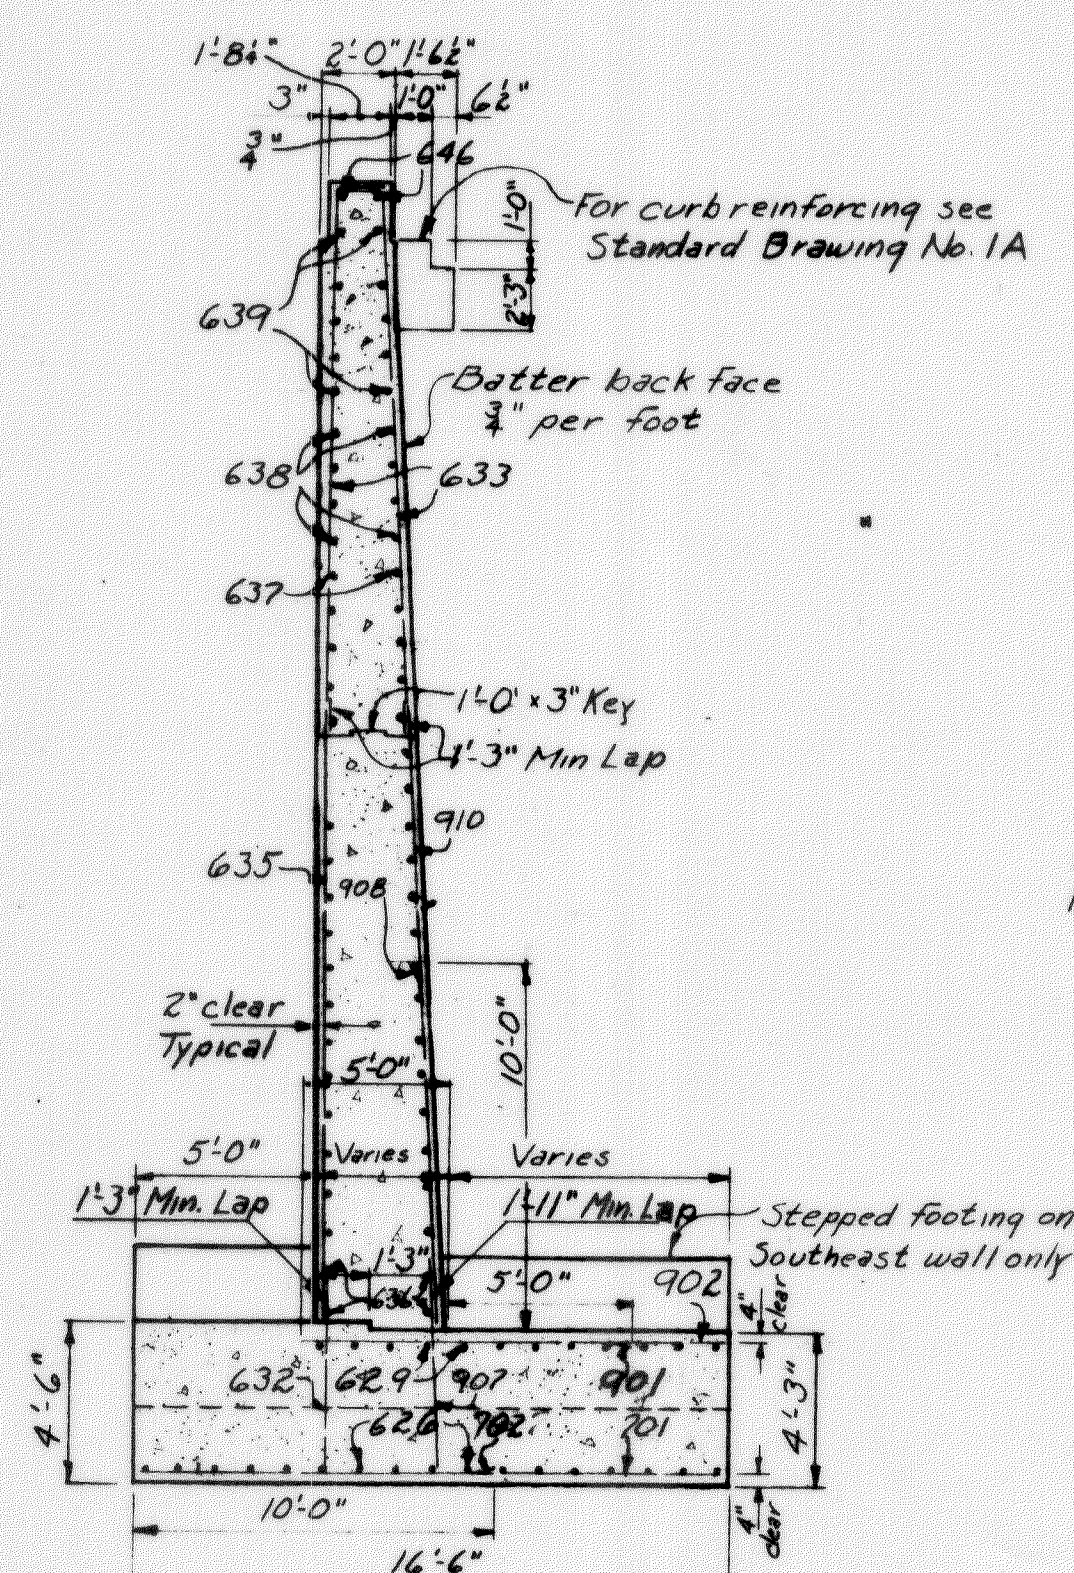 1'-8¼"
2'-0"
1'-6½"
3"
1'-0"
6½"
¾"
646
1'-0"
For curb reinforcing see
Standard Brawing No. 1A
2'-3"
639
Batter back face
¾" per foot
638
633
637
1'-0" x 3" Key
1'-3" Min Lap
910
635
908
2" clear
Typical
10'-0"
5'-0"
5'-0"
Varies
Varies
1'-3" Min. Lap
1'-11" Min. Lap
Stepped footing on
Southeast wall only
1'-3"
5'-0"
902
636
4"
clear
4'-6"
632
629
907
901
4'-3"
626
702
201
10'-0"
4"
clear
16'-6"